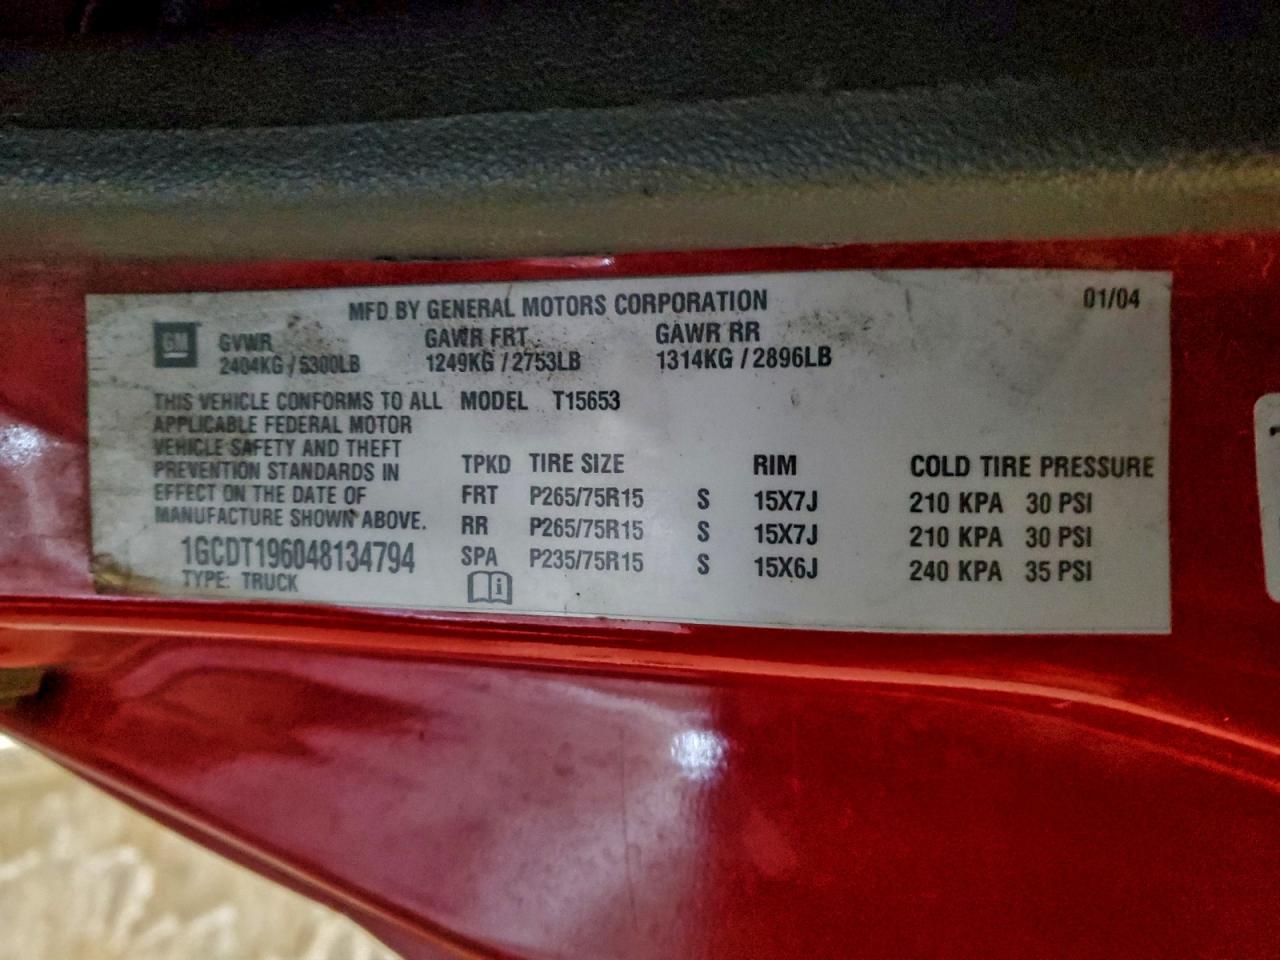 MFD BY GENERAL MOTORS CORPORATION 01/04
GM GVWR GAWR FRT GAWR RR
2404KG / 5300LB 1249KG / 2753LB 1314KG / 2896LB
THIS VEHICLE CONFORMS TO ALL MODEL T15653
APPLICABLE FEDERAL MOTOR
VEHICLE SAFETY AND THEFT
PREVENTION STANDARDS IN
EFFECT ON THE DATE OF
MANUFACTURE SHOWN ABOVE.
1GCDT196048134794
TYPE: TRUCK
TPKD TIRE SIZE RIM COLD TIRE PRESSURE
FRT P265/75R15 S 15X7J 210 KPA 30 PSI
RR P265/75R15 S 15X7J 210 KPA 30 PSI
SPA P235/75R15 S 15X6J 240 KPA 35 PSI